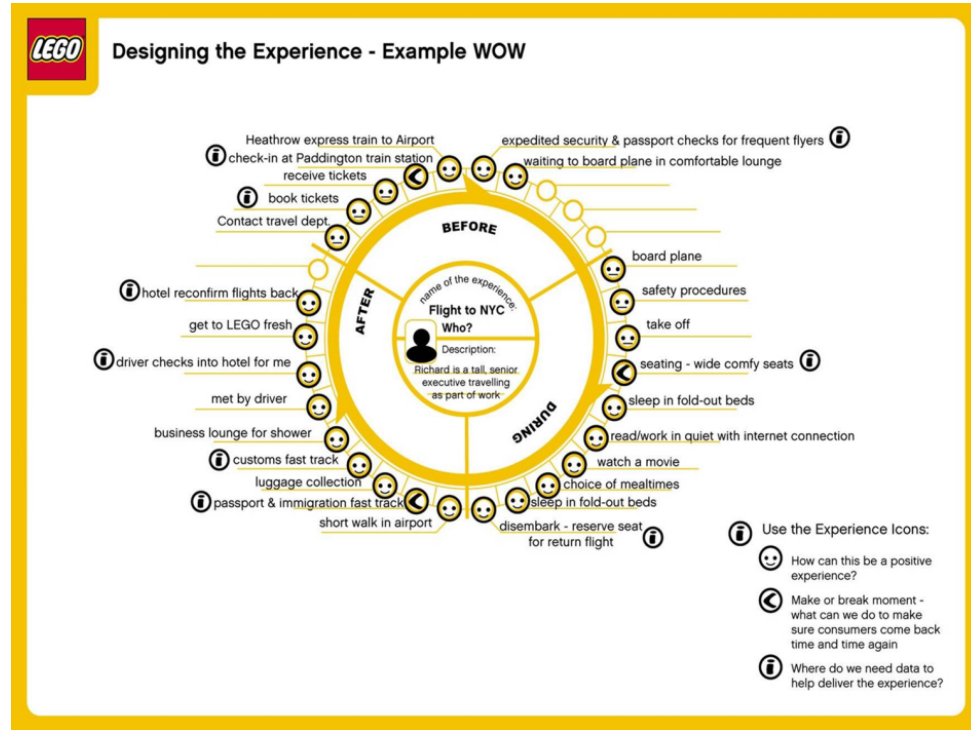 LEGO
Designing the Experience - Example WOW
Heathrow express train to Airport
check-in at Paddington train station
receive tickets
book tickets
Contact travel dept.
expedited security & passport checks for frequent flyers
waiting to board plane in comfortable lounge
board plane
safety procedures
take off
seating - wide comfy seats
sleep in fold-out beds
read/work in quiet with internet connection
watch a movie
choice of mealtimes
sleep in fold-out beds
disembark - reserve seat
for return flight
hotel reconfirm flights back
get to LEGO fresh
driver checks into hotel for me
met by driver
business lounge for shower
customs fast track
luggage collection
passport & immigration fast track
short walk in airport
BEFORE
DURING
AFTER
name of the experience:
Flight to NYC
Who?
Description:
Richard is a tall, senior
executive travelling
as part of work
Use the Experience Icons:
How can this be a positive
experience?
Make or break moment -
what can we do to make
sure consumers come back
time and time again
Where do we need data to
help deliver the experience?